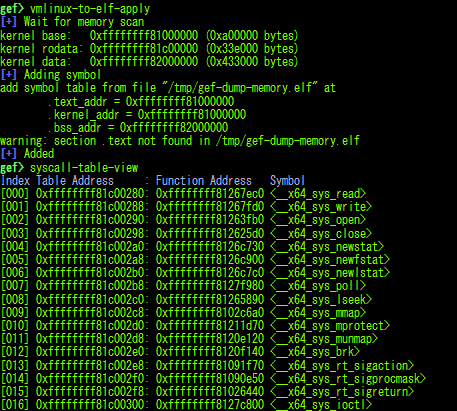 gef> vmlinux-to-elf-apply
[+] Wait for memory scan
kernel base:   0xffffffff81000000 (0xa00000 bytes)
kernel rodata: 0xffffffff81c00000 (0x33e000 bytes)
kernel data:   0xffffffff82000000 (0x433000 bytes)
[+] Adding symbol
add symbol table from file "/tmp/gef-dump-memory.elf" at
        .text_addr = 0xffffffff81000000
        .kernel_addr = 0xffffffff81000000
        .bss_addr = 0xffffffff82000000
warning: section .text not found in /tmp/gef-dump-memory.elf
[+] Added
gef> syscall-table-view
Index Table Address     : Function Address   Symbol
[000] 0xffffffff81c00280: 0xffffffff81267ec0 <__x64_sys_read>
[001] 0xffffffff81c00288: 0xffffffff81267fd0 <__x64_sys_write>
[002] 0xffffffff81c00290: 0xffffffff81263fb0 <__x64_sys_open>
[003] 0xffffffff81c00298: 0xffffffff812625d0 <__x64_sys_close>
[004] 0xffffffff81c002a0: 0xffffffff8126c730 <__x64_sys_newstat>
[005] 0xffffffff81c002a8: 0xffffffff8126c900 <__x64_sys_newfstat>
[006] 0xffffffff81c002b0: 0xffffffff8126c7c0 <__x64_sys_newlstat>
[007] 0xffffffff81c002b8: 0xffffffff8127f980 <__x64_sys_poll>
[008] 0xffffffff81c002c0: 0xffffffff81265890 <__x64_sys_lseek>
[009] 0xffffffff81c002c8: 0xffffffff8102c6a0 <__x64_sys_mmap>
[010] 0xffffffff81c002d0: 0xffffffff81211d70 <__x64_sys_mprotect>
[011] 0xffffffff81c002d8: 0xffffffff8120e120 <__x64_sys_munmap>
[012] 0xffffffff81c002e0: 0xffffffff8120f140 <__x64_sys_brk>
[013] 0xffffffff81c002e8: 0xffffffff81091f70 <__x64_sys_rt_sigaction>
[014] 0xffffffff81c002f0: 0xffffffff81090e50 <__x64_sys_rt_sigprocmask>
[015] 0xffffffff81c002f8: 0xffffffff81026440 <__x64_sys_rt_sigreturn>
[016] 0xffffffff81c00300: 0xffffffff8127c800 <__x64_sys_ioctl>